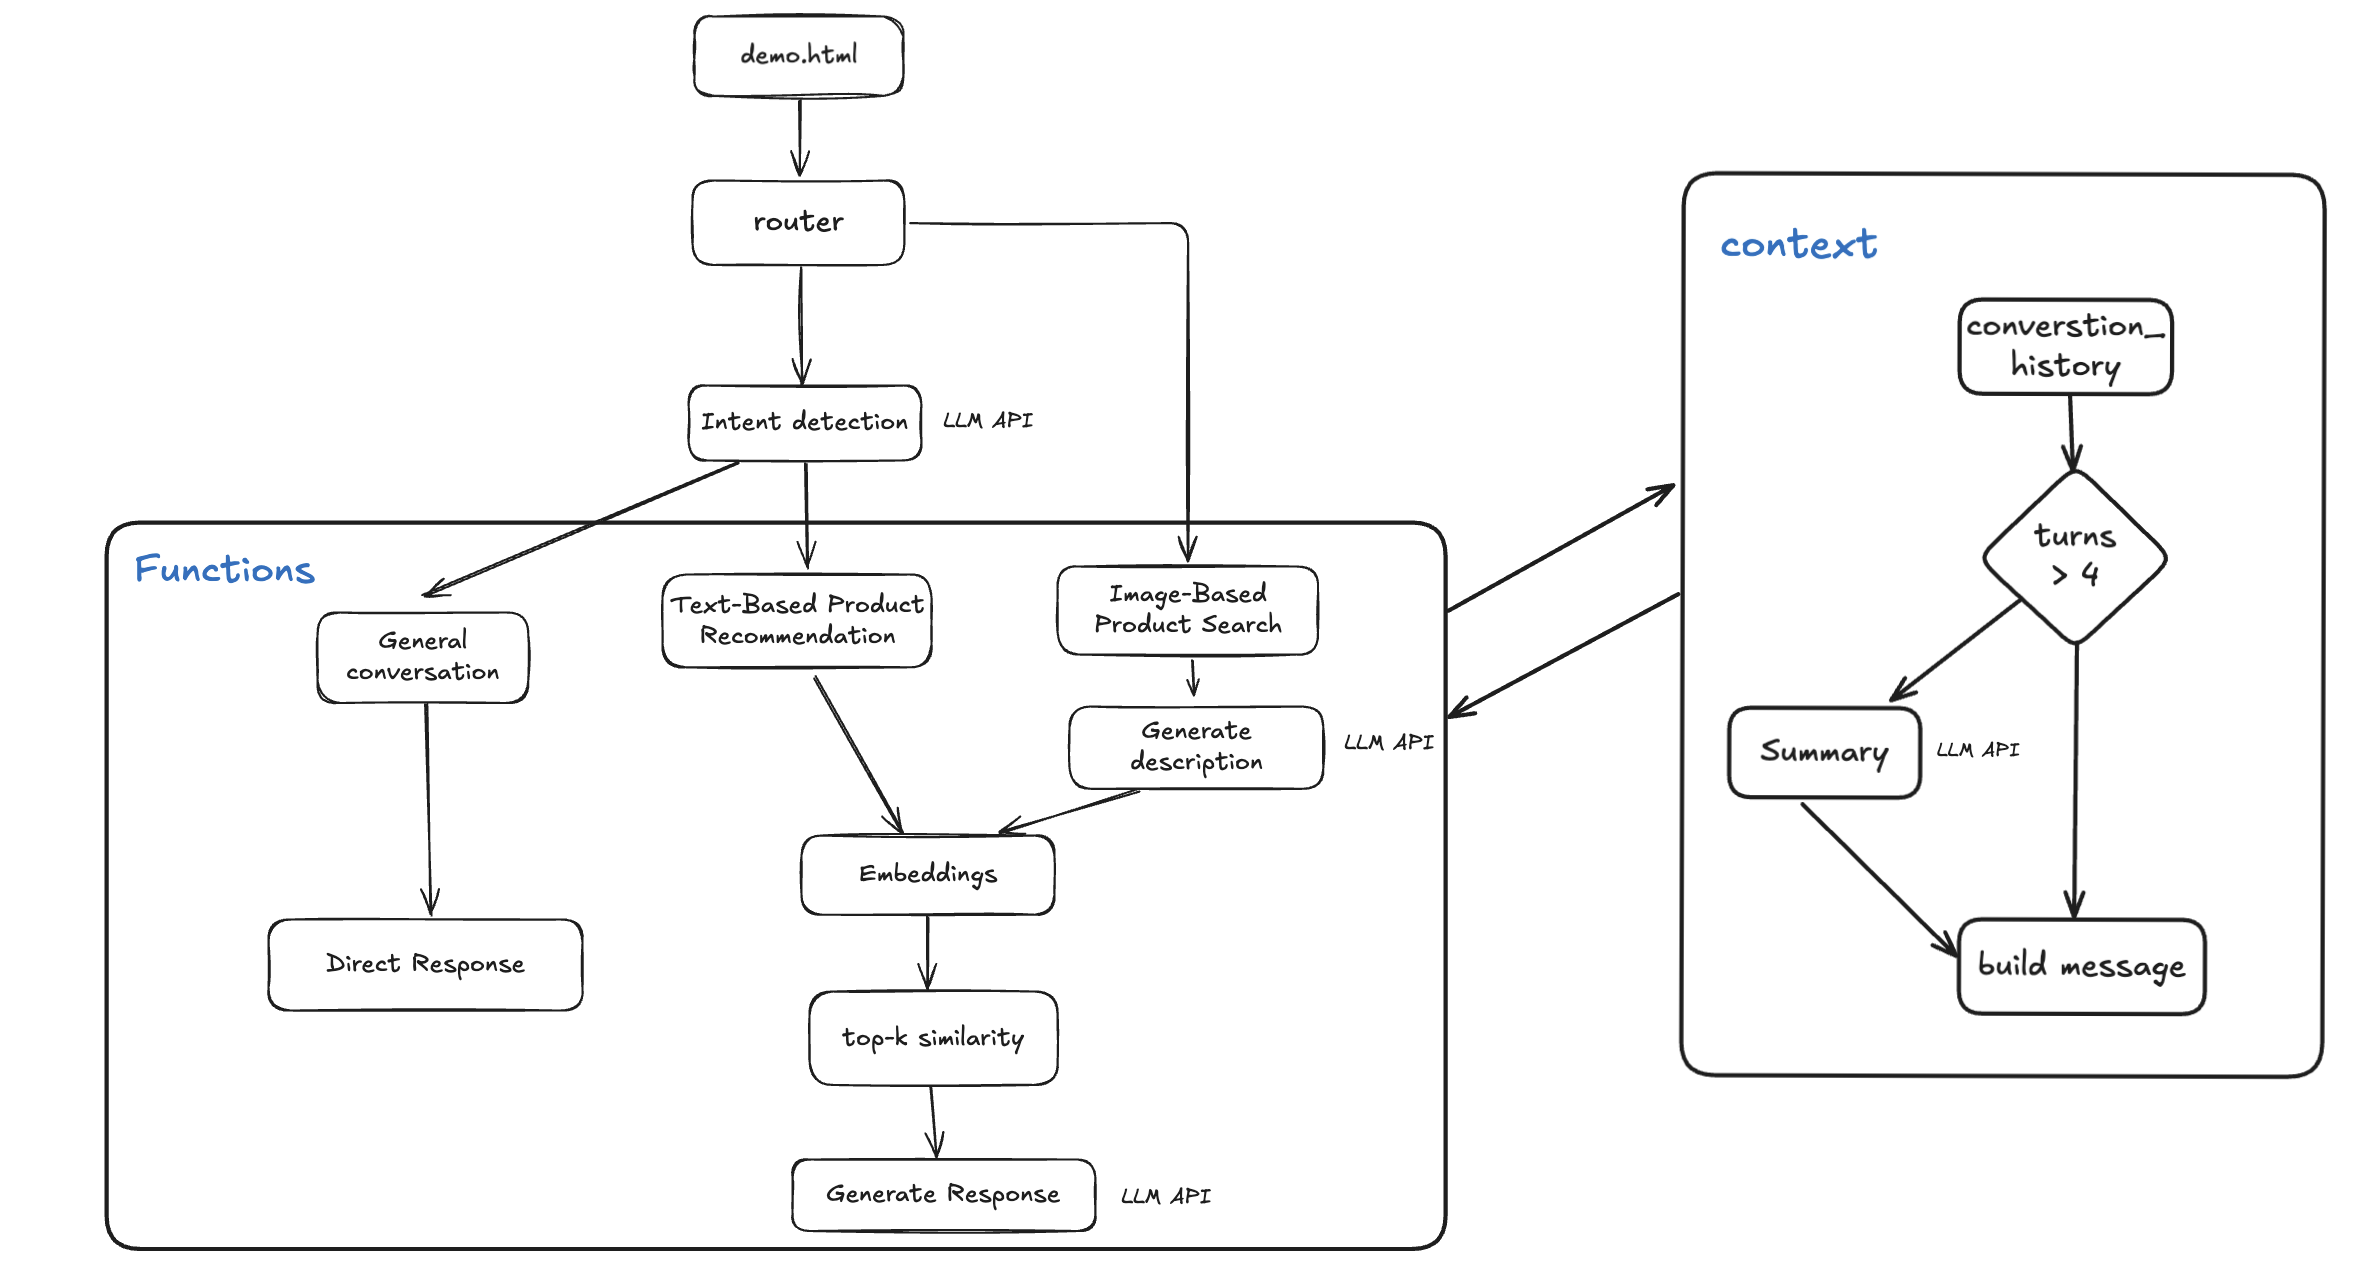 demo.html
router
Intent detection
LLM API
Functions
General
conversation
Text-Based Product
Recommendation
Image-Based
Product Search
Generate
description
LLM API
Embeddings
Direct Response
top-k similarity
Generate Response
LLM API
context
converstion_
history
turns
> 4
Summary
LLM API
build message